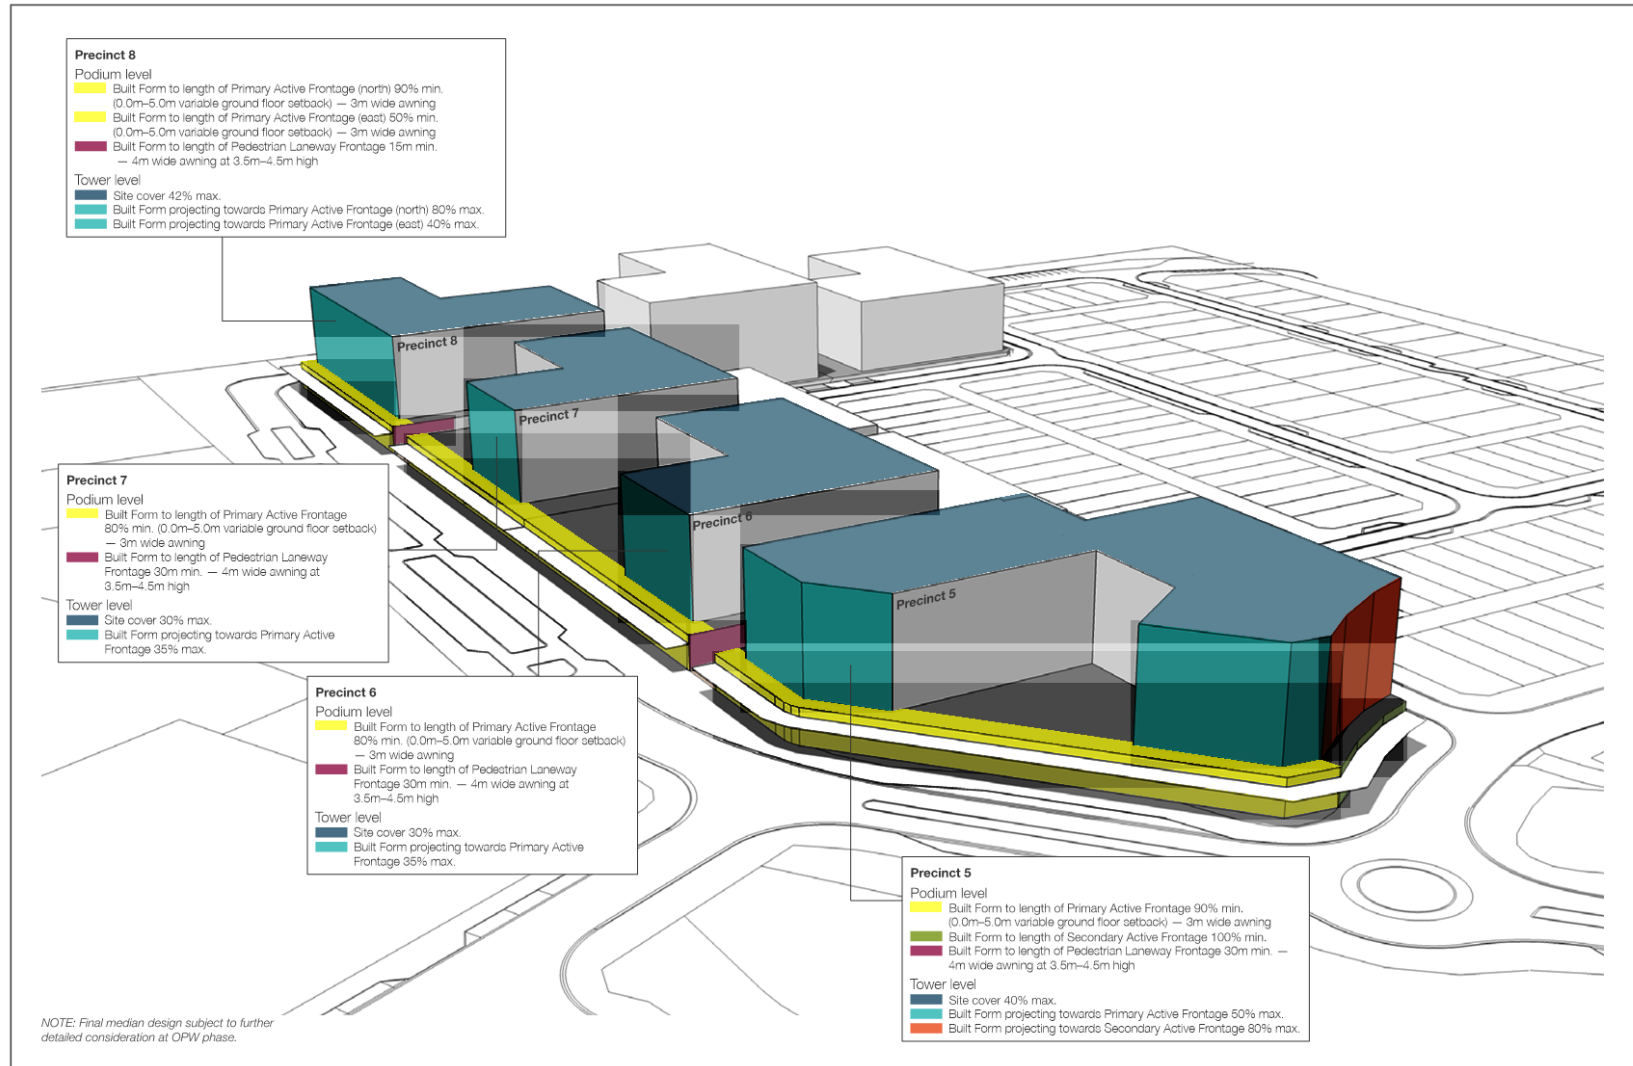 Precinct 8
Podium level
Built Form to length of Primary Active Frontage (north) 90% min.
(0.0m–5.0m variable ground floor setback) — 3m wide awning
Built Form to length of Primary Active Frontage (east) 50% min.
(0.0m–5.0m variable ground floor setback) — 3m wide awning
Built Form to length of Pedestrian Laneway Frontage 15m min.
— 4m wide awning at 3.5m–4.5m high
Tower level
Site cover 42% max.
Built Form projecting towards Primary Active Frontage (north) 80% max.
Built Form projecting towards Primary Active Frontage (east) 40% max.
Precinct 8
Precinct 7
Precinct 6
Precinct 5
Precinct 7
Podium level
Built Form to length of Primary Active Frontage
80% min. (0.0m–5.0m variable ground floor setback)
— 3m wide awning
Built Form to length of Pedestrian Laneway
Frontage 30m min. — 4m wide awning at
3.5m–4.5m high
Tower level
Site cover 30% max.
Built Form projecting towards Primary Active
Frontage 35% max.
Precinct 6
Podium level
Built Form to length of Primary Active Frontage
80% min. (0.0m–5.0m variable ground floor setback)
— 3m wide awning
Built Form to length of Pedestrian Laneway
Frontage 30m min. — 4m wide awning at
3.5m–4.5m high
Tower level
Site cover 30% max.
Built Form projecting towards Primary Active
Frontage 35% max.
Precinct 5
Podium level
Built Form to length of Primary Active Frontage 90% min.
(0.0m–5.0m variable ground floor setback) — 3m wide awning
Built Form to length of Secondary Active Frontage 100% min.
Built Form to length of Pedestrian Laneway Frontage 30m min. —
4m wide awning at 3.5m–4.5m high
Tower level
Site cover 40% max.
Built Form projecting towards Primary Active Frontage 50% max.
Built Form projecting towards Secondary Active Frontage 80% max.
NOTE: Final median design subject to further
detailed consideration at OPW phase.